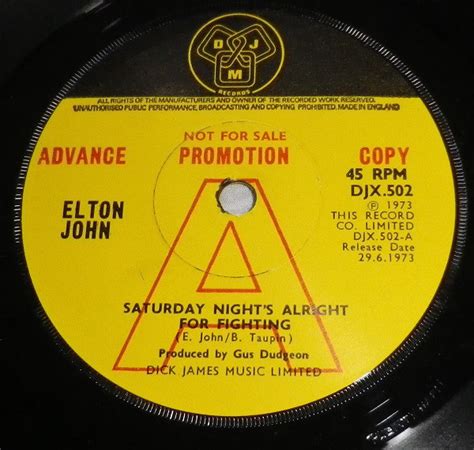 D J M
RECORDS
ALL RIGHTS OF THE MANUFACTURERS AND OWNER OF THE RECORDED WORK RESERVED.
UNAUTHORISED PUBLIC PERFORMANCE, BROADCASTING AND COPYING PROHIBITED. MADE IN ENGLAND
NOT FOR SALE
ADVANCE PROMOTION COPY
45 RPM
DJX.502
ELTON
JOHN
℗ 1973
THIS RECORD
CO. LIMITED
DJX.502-A
Release Date
29.6.1973
A
SATURDAY NIGHT'S ALRIGHT
FOR FIGHTING
(E. John/B. Taupin)
Produced by Gus Dudgeon
DICK JAMES MUSIC LIMITED